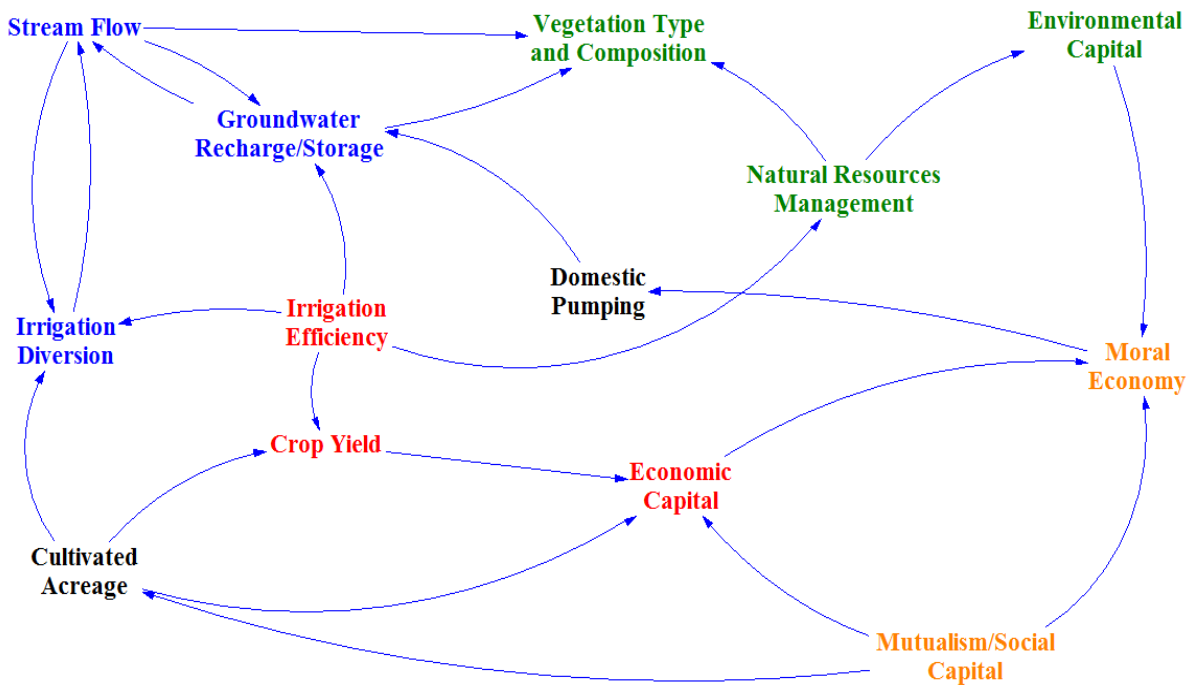 Stream Flow
Vegetation Type
and Composition
Environmental
Capital
Groundwater
Recharge/Storage
Natural Resources
Management
Domestic
Pumping
Irrigation
Efficiency
Irrigation
Diversion
Moral
Economy
Crop Yield
Economic
Capital
Cultivated
Acreage
Mutualism/Social
Capital